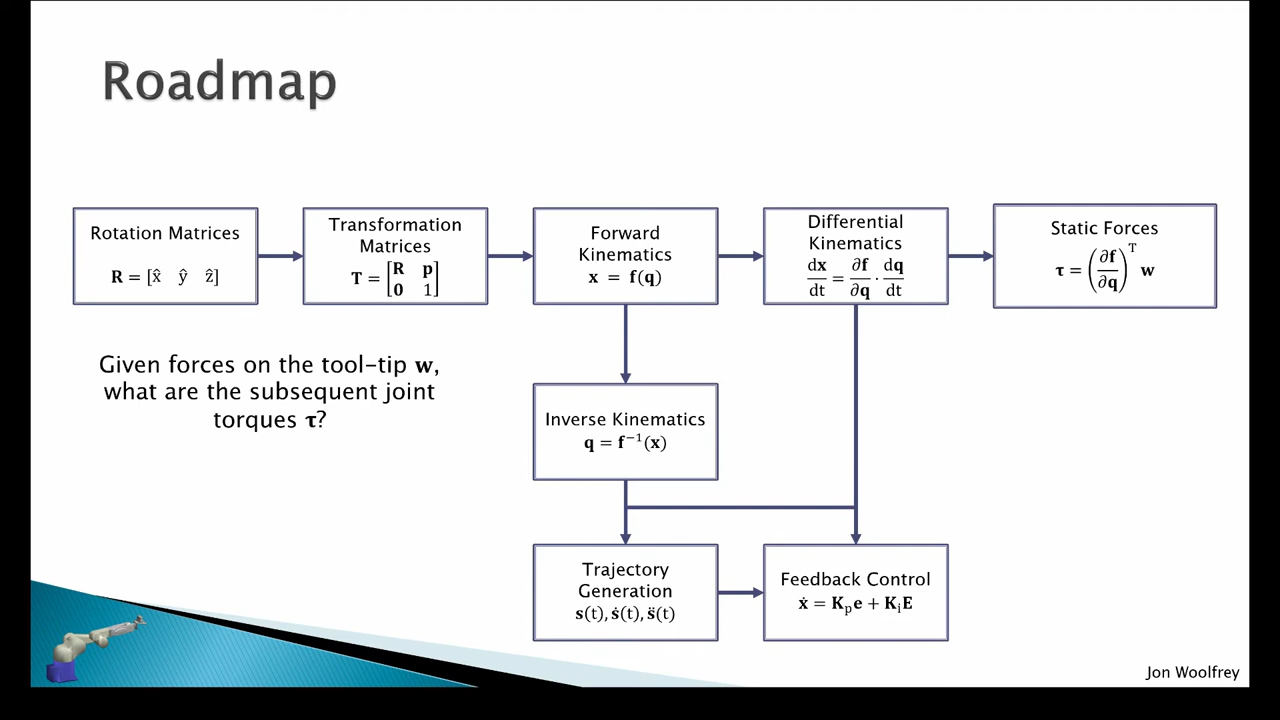 Roadmap
Rotation Matrices
R = [x̂ ŷ ẑ]
Transformation
Matrices
T = [R p
0 1]
Forward
Kinematics
x = f(q)
Differential
Kinematics
dx/dt = ∂f/∂q · dq/dt
Static Forces
τ = (∂f/∂q)ᵀ w
Given forces on the tool-tip w,
what are the subsequent joint
torques τ?
Inverse Kinematics
q = f⁻¹(x)
Trajectory
Generation
s(t), ṡ(t), s̈(t)
Feedback Control
ẋ = Kₚe + KᵢE
Jon Woolfrey